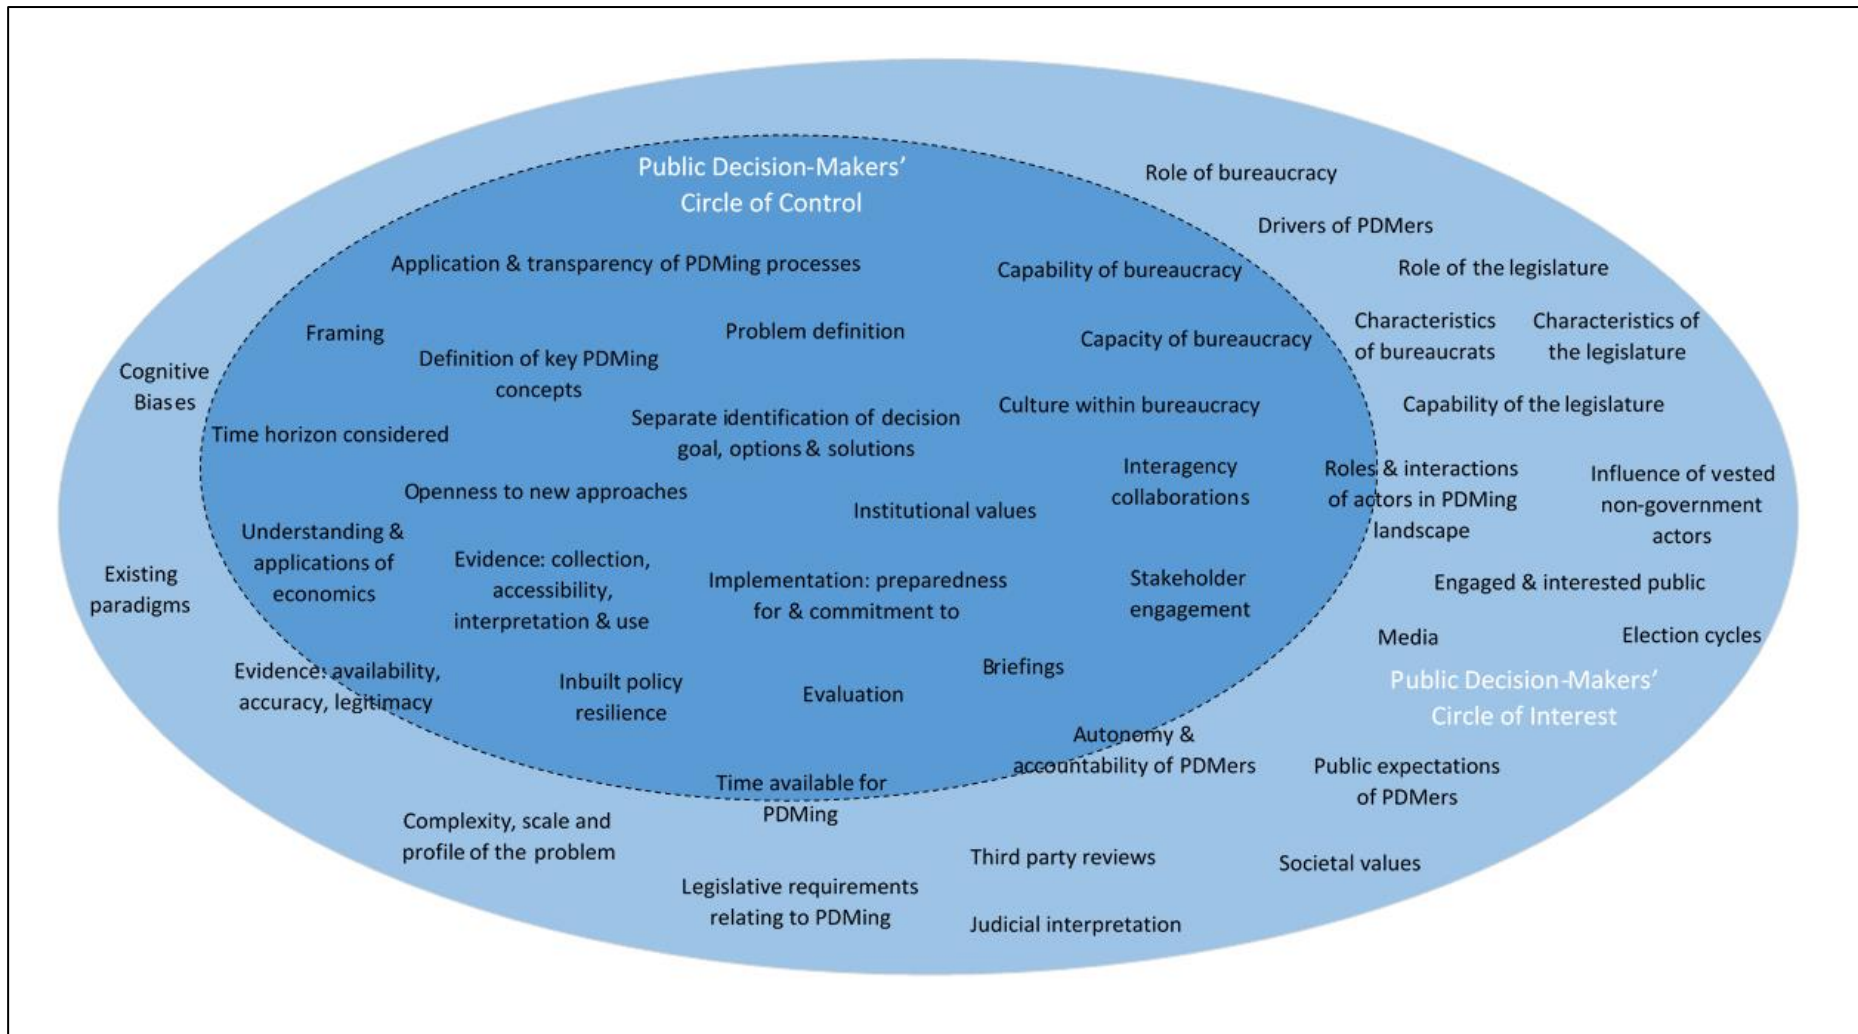 Public Decision-Makers’
Circle of Control
Role of bureaucracy
Drivers of PDMers
Application & transparency of PDMing processes
Capability of bureaucracy
Role of the legislature
Framing
Problem definition
Capacity of bureaucracy
Characteristics
of bureaucrats
Characteristics of
the legislature
Cognitive
Biases
Definition of key PDMing
concepts
Time horizon considered
Separate identification of decision
goal, options & solutions
Culture within bureaucracy
Capability of the legislature
Openness to new approaches
Institutional values
Interagency
collaborations
Roles & interactions
of actors in PDMing
landscape
Influence of vested
non-government
actors
Existing
paradigms
Understanding &
applications of
economics
Evidence: collection,
accessibility,
interpretation & use
Implementation: preparedness
for & commitment to
Stakeholder
engagement
Engaged & interested public
Media
Election cycles
Evidence: availability,
accuracy, legitimacy
Inbuilt policy
resilience
Evaluation
Briefings
Public Decision-Makers’
Circle of Interest
Autonomy &
accountability of PDMers
Public expectations
of PDMers
Time available for
PDMing
Complexity, scale and
profile of the problem
Third party reviews
Societal values
Legislative requirements
relating to PDMing
Judicial interpretation